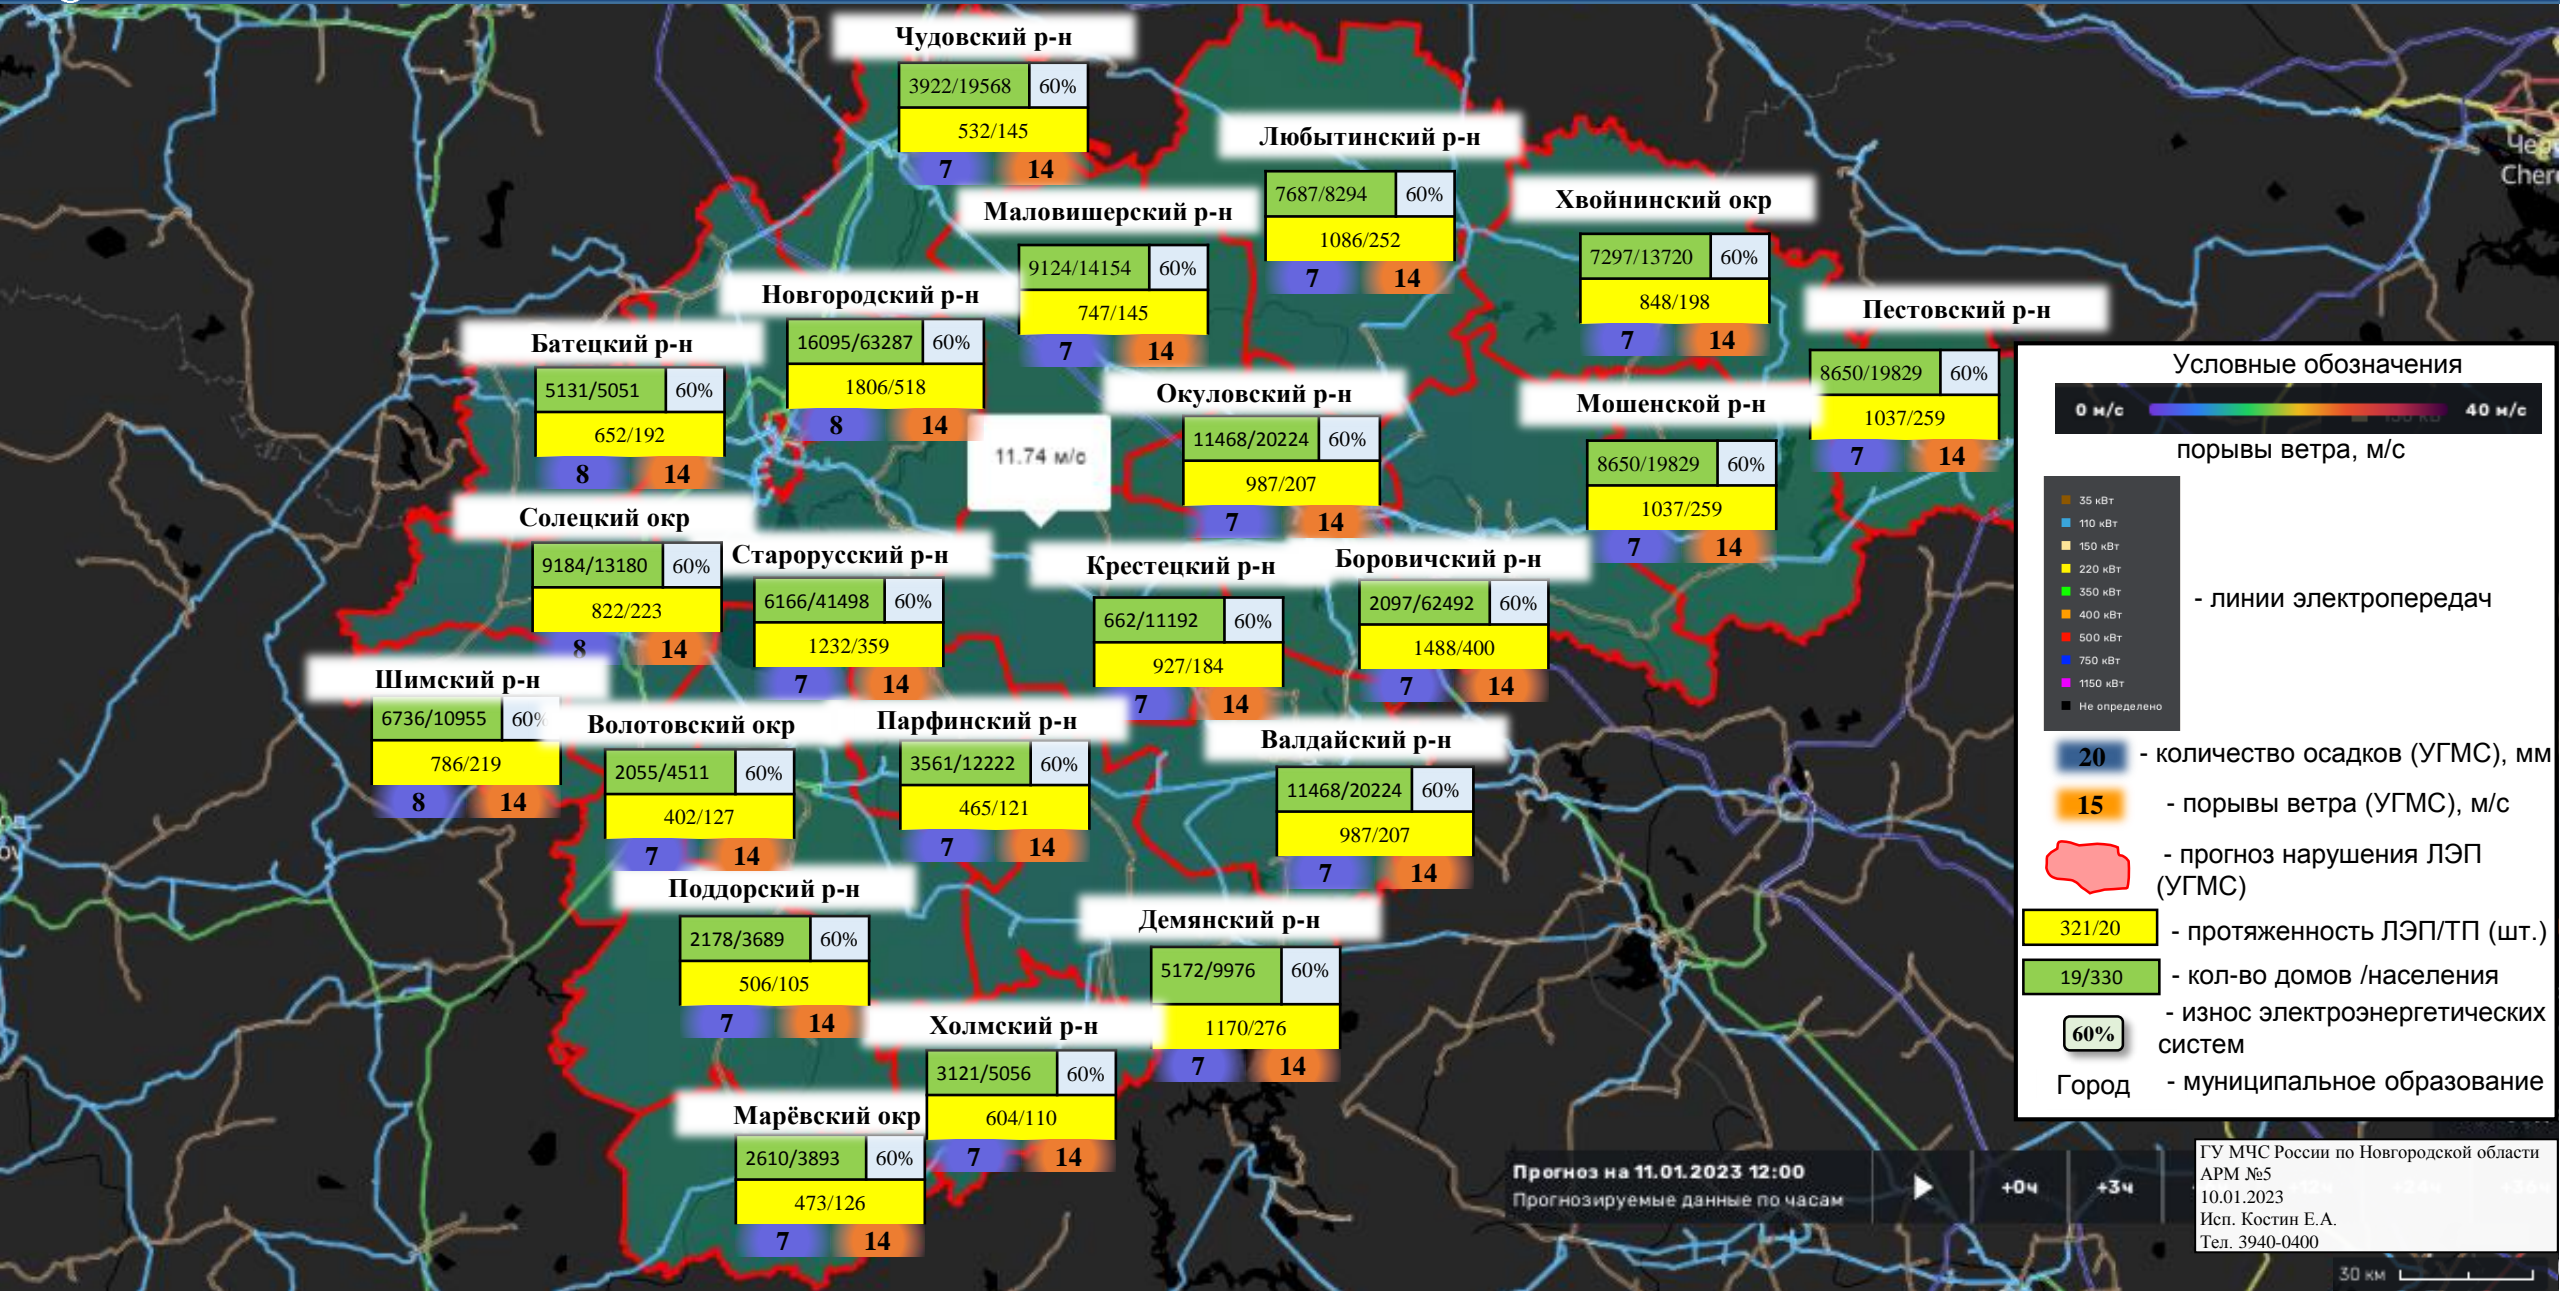 Чудовский р-н
3922/19568 60%
532/145
7 14
Любытинский р-н
7687/8294 60%
1086/252
7 14
Маловишерский р-н
9124/14154 60%
747/145
7 14
Хвойнинский окр
7297/13720 60%
848/198
7 14
Новгородский р-н
16095/63287 60%
1806/518
8 14
Пестовский р-н
8650/19829 60%
1037/259
7 14
Батецкий р-н
5131/5051 60%
652/192
8 14
Окуловский р-н
11468/20224 60%
987/207
7 14
Мошенской р-н
8650/19829 60%
1037/259
7 14
11.74 м/с
Солецкий окр
9184/13180 60%
822/223
8 14
Старорусский р-н
6166/41498 60%
1232/359
7 14
Крестецкий р-н
662/11192 60%
927/184
7 14
Боровичский р-н
2097/62492 60%
1488/400
7 14
Шимский р-н
6736/10955 60%
786/219
8 14
Волотовский окр
2055/4511 60%
402/127
7 14
Парфинский р-н
3561/12222 60%
465/121
7 14
Валдайский р-н
11468/20224 60%
987/207
7 14
Поддорский р-н
2178/3689 60%
506/105
7 14
Демянский р-н
5172/9976 60%
1170/276
7 14
Холмский р-н
3121/5056 60%
604/110
7 14
Марёвский окр
2610/3893 60%
473/126
7 14
Условные обозначения
0 м/с 40 м/с
порывы ветра, м/с
35 кВт
110 кВт
150 кВт
220 кВт
350 кВт
400 кВт
500 кВт
750 кВт
1150 кВт
Не определено
- линии электропередач
20 - количество осадков (УГМС), мм
15 - порывы ветра (УГМС), м/с
- прогноз нарушения ЛЭП
(УГМС)
321/20 - протяженность ЛЭП/ТП (шт.)
19/330 - кол-во домов /населения
- износ электроэнергетических
60% систем
Город - муниципальное образование
Прогноз на 11.01.2023 12:00
Прогнозируемые данные по часам
+0ч +3ч
ГУ МЧС России по Новгородской области
АРМ №5
10.01.2023
Исп. Костин Е.А.
Тел. 3940-0400
30 км